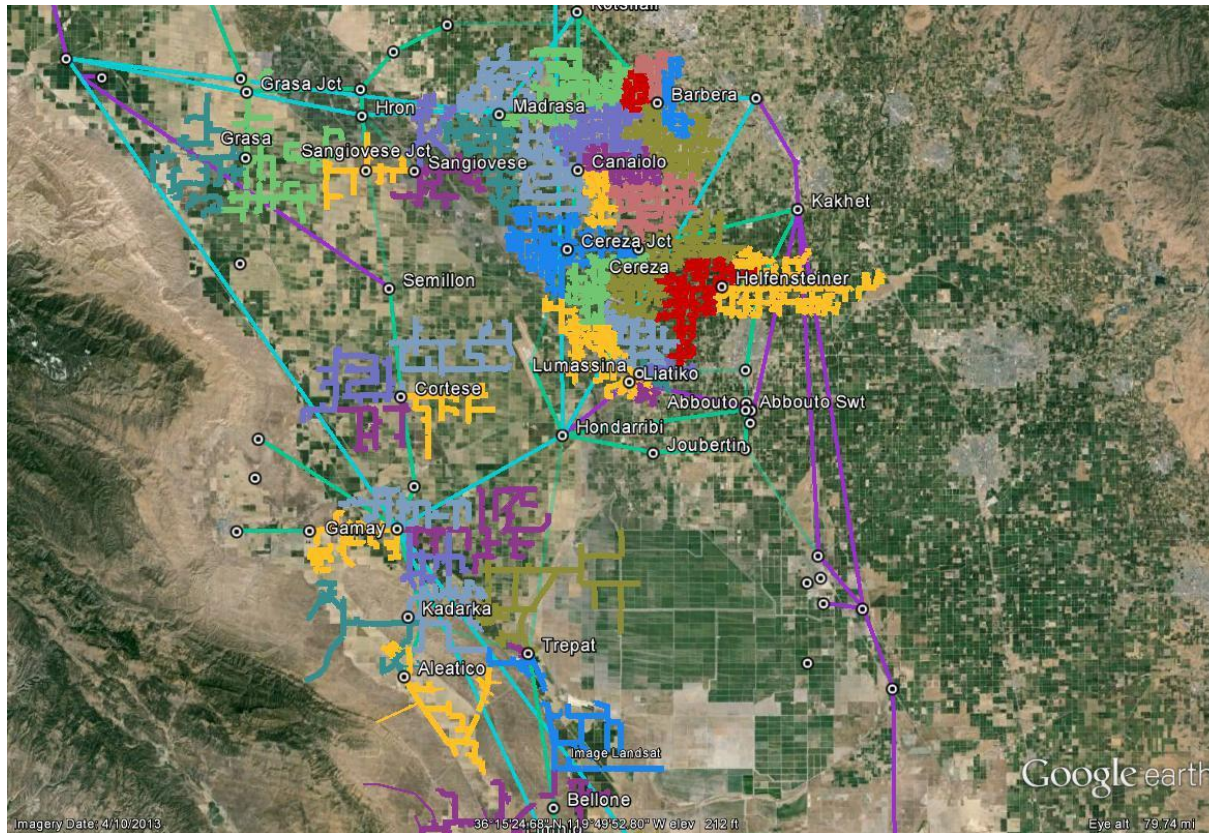 Grasa Jct
Barbera
Hron
Madrasa
Grasa
Sangiovese Jct
Sangiovese
Canaiolo
Kakhet
Cereza Jct
Cereza
Semillon
Helfensteiner
Lumassina
Liatiko
Cortese
Abbouto
Abbouto Swt
Hondarribi
Joubertin
Gamay
Kadarka
Trepat
Aleatico
Image Landsat
Google earth
Bellone
Imagery Date: 4/10/2013
36°15'24.68" N 119°49'52.80" W elev 212 ft
Eye alt 79.74 mi